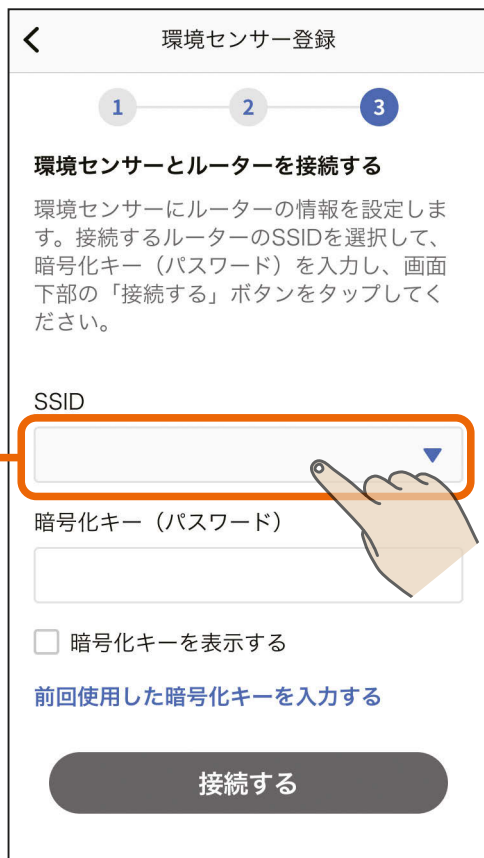 環境センサー登録
1 2 3
環境センサーとルーターを接続する
環境センサーにルーターの情報を設定しま
す。接続するルーターのSSIDを選択して、
暗号化キー（パスワード）を入力し、画面
下部の「接続する」ボタンをタップしてく
ださい。
SSID
暗号化キー（パスワード）
暗号化キーを表示する
前回使用した暗号化キーを入力する
接続する